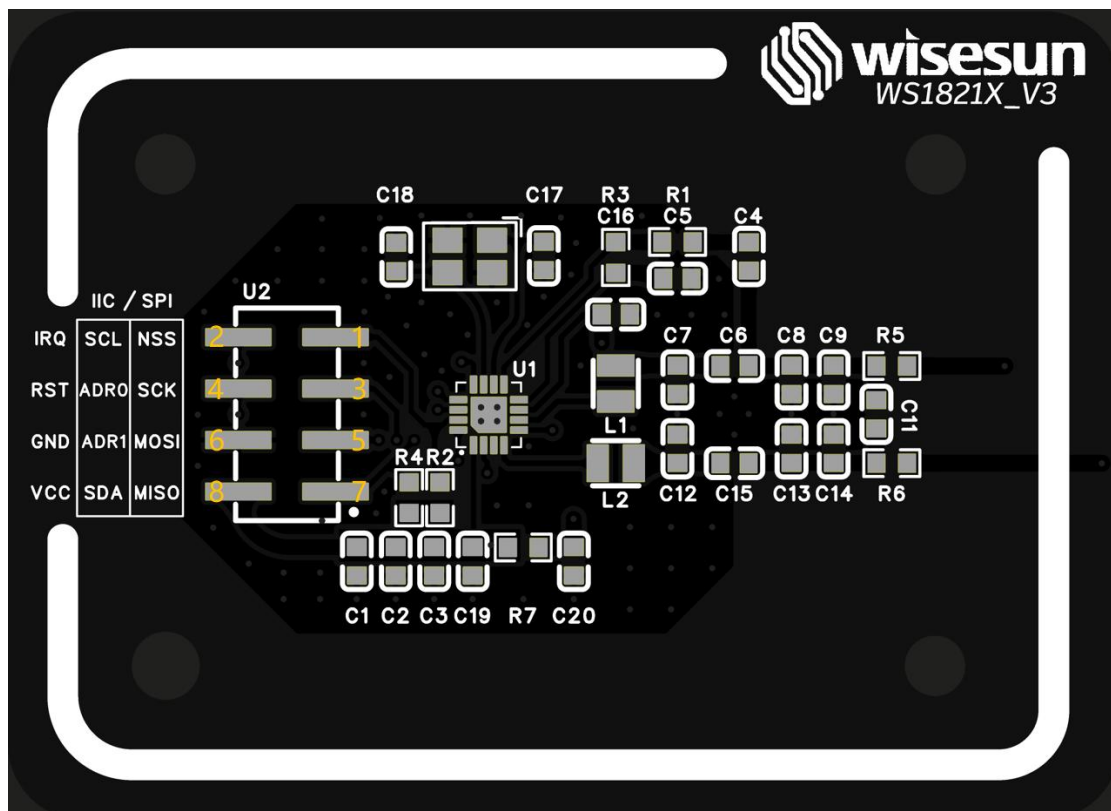 wisesun
WS1821X_V3
C18 C17 R3 R1
C16 C5 C4
IIC / SPI U2
IRQ SCL NSS 2 1
RST ADR0 SCK 4 3
GND ADR1 MOSI 6 5
VCC SDA MISO 8 7
U1
C7 C6 C8 C9 R5
L1 C11
R4 R2
L2 C12 C15 C13 C14 R6
C1 C2 C3 C19 R7 C20